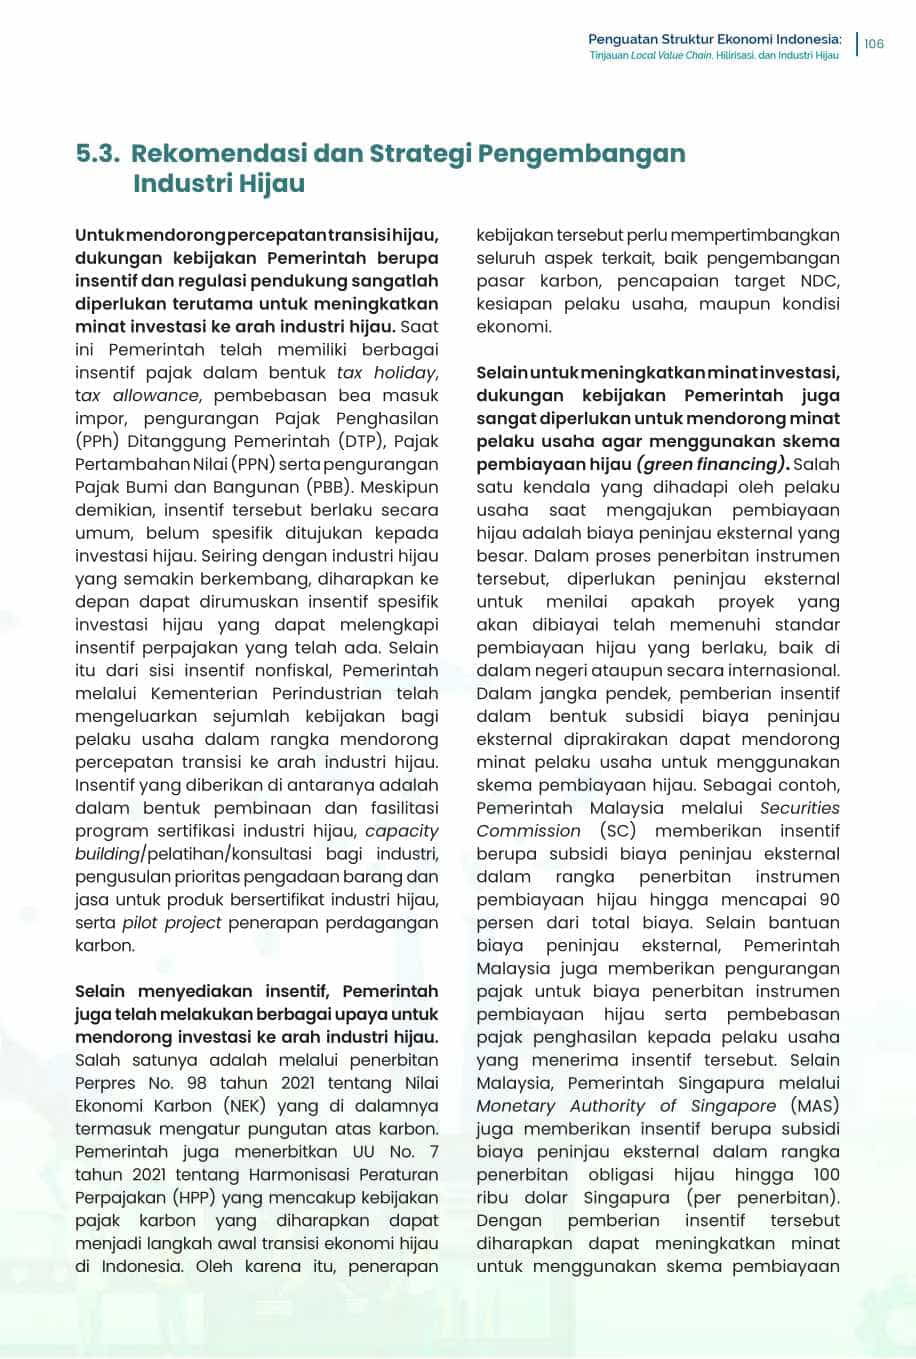 Penguatan Struktur Ekonomi Indonesia:
Tinjauan Local Value Chain, Hilirisasi, dan Industri Hijau
106
5.3. Rekomendasi dan Strategi Pengembangan
Industri Hijau
Untuk mendorong percepatan transisi hijau,
dukungan kebijakan Pemerintah berupa
insentif dan regulasi pendukung sangatlah
diperlukan terutama untuk meningkatkan
minat investasi ke arah industri hijau. Saat
ini Pemerintah telah memiliki berbagai
insentif pajak dalam bentuk tax holiday,
tax allowance, pembebasan bea masuk
impor, pengurangan Pajak Penghasilan
(PPh) Ditanggung Pemerintah (DTP), Pajak
Pertambahan Nilai (PPN) serta pengurangan
Pajak Bumi dan Bangunan (PBB). Meskipun
demikian, insentif tersebut berlaku secara
umum, belum spesifik ditujukan kepada
investasi hijau. Seiring dengan industri hijau
yang semakin berkembang, diharapkan ke
depan dapat dirumuskan insentif spesifik
investasi hijau yang dapat melengkapi
insentif perpajakan yang telah ada. Selain
itu dari sisi insentif nonfiskal, Pemerintah
melalui Kementerian Perindustrian telah
mengeluarkan sejumlah kebijakan bagi
pelaku usaha dalam rangka mendorong
percepatan transisi ke arah industri hijau.
Insentif yang diberikan di antaranya adalah
dalam bentuk pembinaan dan fasilitasi
program sertifikasi industri hijau, capacity
building/pelatihan/konsultasi bagi industri,
pengusulan prioritas pengadaan barang dan
jasa untuk produk bersertifikat industri hijau,
serta pilot project penerapan perdagangan
karbon.
Selain menyediakan insentif, Pemerintah
juga telah melakukan berbagai upaya untuk
mendorong investasi ke arah industri hijau.
Salah satunya adalah melalui penerbitan
Perpres No. 98 tahun 2021 tentang Nilai
Ekonomi Karbon (NEK) yang di dalamnya
termasuk mengatur pungutan atas karbon.
Pemerintah juga menerbitkan UU No. 7
tahun 2021 tentang Harmonisasi Peraturan
Perpajakan (HPP) yang mencakup kebijakan
pajak karbon yang diharapkan dapat
menjadi langkah awal transisi ekonomi hijau
di Indonesia. Oleh karena itu, penerapan
kebijakan tersebut perlu mempertimbangkan
seluruh aspek terkait, baik pengembangan
pasar karbon, pencapaian target NDC,
kesiapan pelaku usaha, maupun kondisi
ekonomi.
Selain untuk meningkatkan minat investasi,
dukungan kebijakan Pemerintah juga
sangat diperlukan untuk mendorong minat
pelaku usaha agar menggunakan skema
pembiayaan hijau (green financing). Salah
satu kendala yang dihadapi oleh pelaku
usaha saat mengajukan pembiayaan
hijau adalah biaya peninjau eksternal yang
besar. Dalam proses penerbitan instrumen
tersebut, diperlukan peninjau eksternal
untuk menilai apakah proyek yang
akan dibiayai telah memenuhi standar
pembiayaan hijau yang berlaku, baik di
dalam negeri ataupun secara internasional.
Dalam jangka pendek, pemberian insentif
dalam bentuk subsidi biaya peninjau
eksternal diprakirakan dapat mendorong
minat pelaku usaha untuk menggunakan
skema pembiayaan hijau. Sebagai contoh,
Pemerintah Malaysia melalui Securities
Commission (SC) memberikan insentif
berupa subsidi biaya peninjau eksternal
dalam rangka penerbitan instrumen
pembiayaan hijau hingga mencapai 90
persen dari total biaya. Selain bantuan
biaya peninjau eksternal, Pemerintah
Malaysia juga memberikan pengurangan
pajak untuk biaya penerbitan instrumen
pembiayaan hijau serta pembebasan
pajak penghasilan kepada pelaku usaha
yang menerima insentif tersebut. Selain
Malaysia, Pemerintah Singapura melalui
Monetary Authority of Singapore (MAS)
juga memberikan insentif berupa subsidi
biaya peninjau eksternal dalam rangka
penerbitan obligasi hijau hingga 100
ribu dolar Singapura (per penerbitan).
Dengan pemberian insentif tersebut
diharapkan dapat meningkatkan minat
untuk menggunakan skema pembiayaan